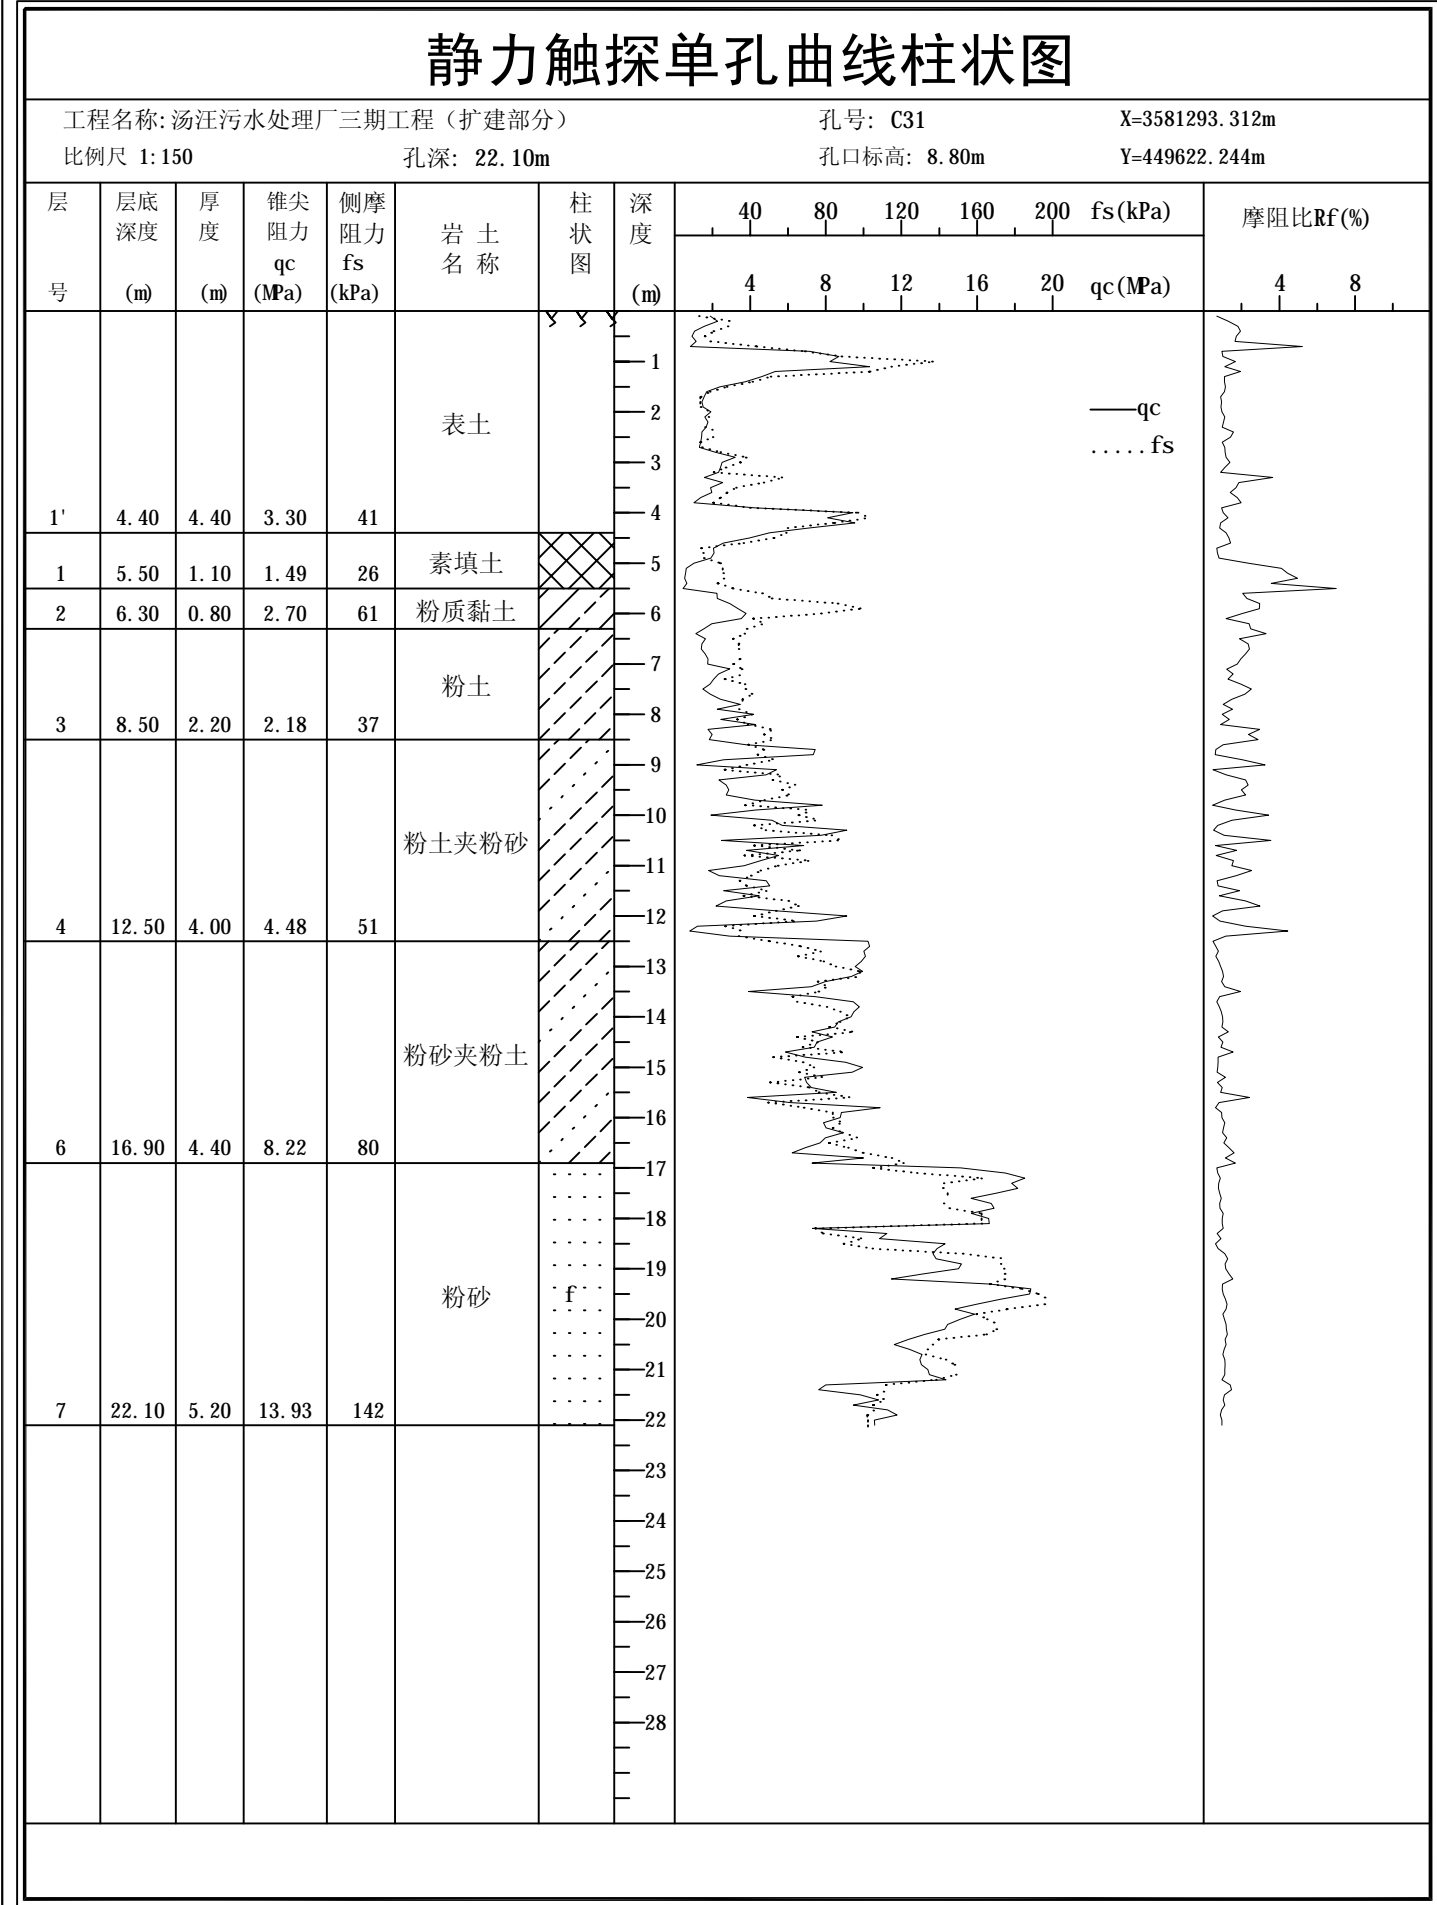 静力触探单孔曲线柱状图
工程名称:汤汪污水处理厂三期工程（扩建部分） 孔号: C31 X=3581293.312m
比例尺 1:150 孔深: 22.10m 孔口标高: 8.80m Y=449622.244m
层号 层底深度(m) 厚度(m) 锥尖阻力qc(MPa) 侧摩阻力fs(kPa) 岩土名称 柱状图 深度(m)
40 80 120 160 200 fs(kPa)
4 8 12 16 20 qc(MPa)
摩阻比Rf(%)
4 8
表土
1' 4.40 4.40 3.30 41
素填土
1 5.50 1.10 1.49 26
2 6.30 0.80 2.70 61 粉质黏土
粉土
3 8.50 2.20 2.18 37
粉土夹粉砂
4 12.50 4.00 4.48 51
粉砂夹粉土
6 16.90 4.40 8.22 80
粉砂 f
7 22.10 5.20 13.93 142
1
2
3
4
5
6
7
8
9
10
11
12
13
14
15
16
17
18
19
20
21
22
23
24
25
26
27
28
qc
.....fs